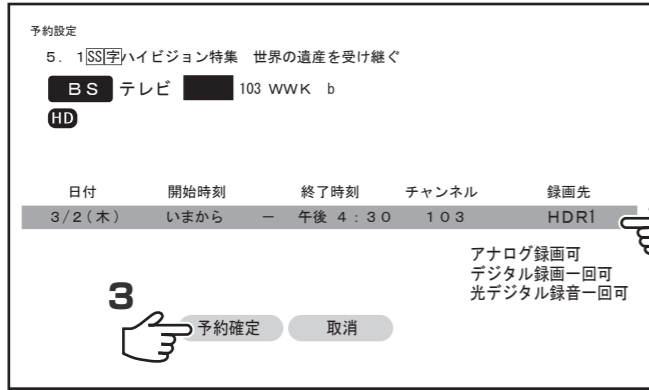 予約設定
5. 1SS字ハイビジョン特集 世界の遺産を受け継ぐ
BS テレビ 103 WWK b
HD
日付 開始時刻 終了時刻 チャンネル 録画先
3/2(木) いまから － 午後 4:30 103 HDR1
アナログ録画可
デジタル録画一回可
光デジタル録音一回可
3
予約確定 取消